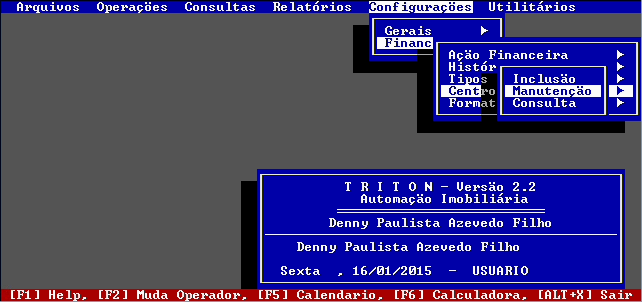 Arquivos Operações Consultas Relatórios Configurações Utilitários
Gerais
Financ
Ação Financeira
Histór
Tipos
Centro
Format
Inclusão
Manutenção
Consulta
T R I T O N - Versão 2.2
Automação Imobiliária
Denny Paulista Azevedo Filho
Denny Paulista Azevedo Filho
Sexta , 16/01/2015 - USUARIO
[F1] Help, [F2] Muda Operador, [F5] Calendario, [F6] Calculadora, [ALT+X] Sair